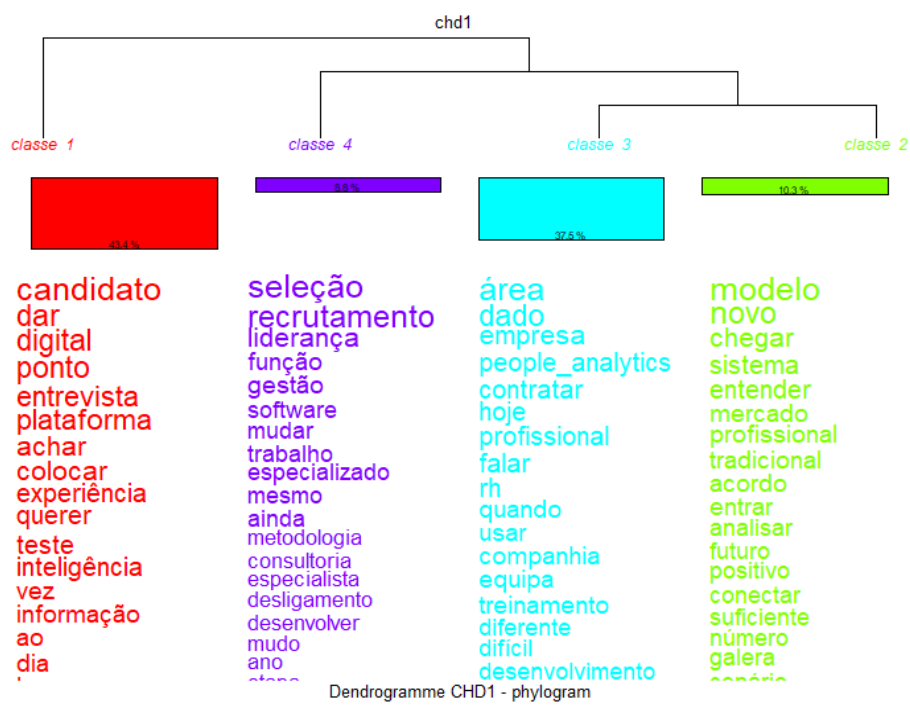 chd1
classe 1
classe 4
classe 3
classe 2
43.4 %
8.8 %
37.5 %
10.3 %
candidato
dar
digital
ponto
entrevista
plataforma
achar
colocar
experiência
querer
teste
inteligência
vez
informação
ao
dia
seleção
recrutamento
liderança
função
gestão
software
mudar
trabalho
especializado
mesmo
ainda
metodologia
consultoria
especialista
desligamento
desenvolver
mudo
ano
área
dado
empresa
people_analytics
contratar
hoje
profissional
falar
rh
quando
usar
companhia
equipa
treinamento
diferente
difícil
desenvolvimento
modelo
novo
chegar
sistema
entender
mercado
profissional
tradicional
acordo
entrar
analisar
futuro
positivo
conectar
suficiente
número
galera
Dendrogramme CHD1 - phylogram